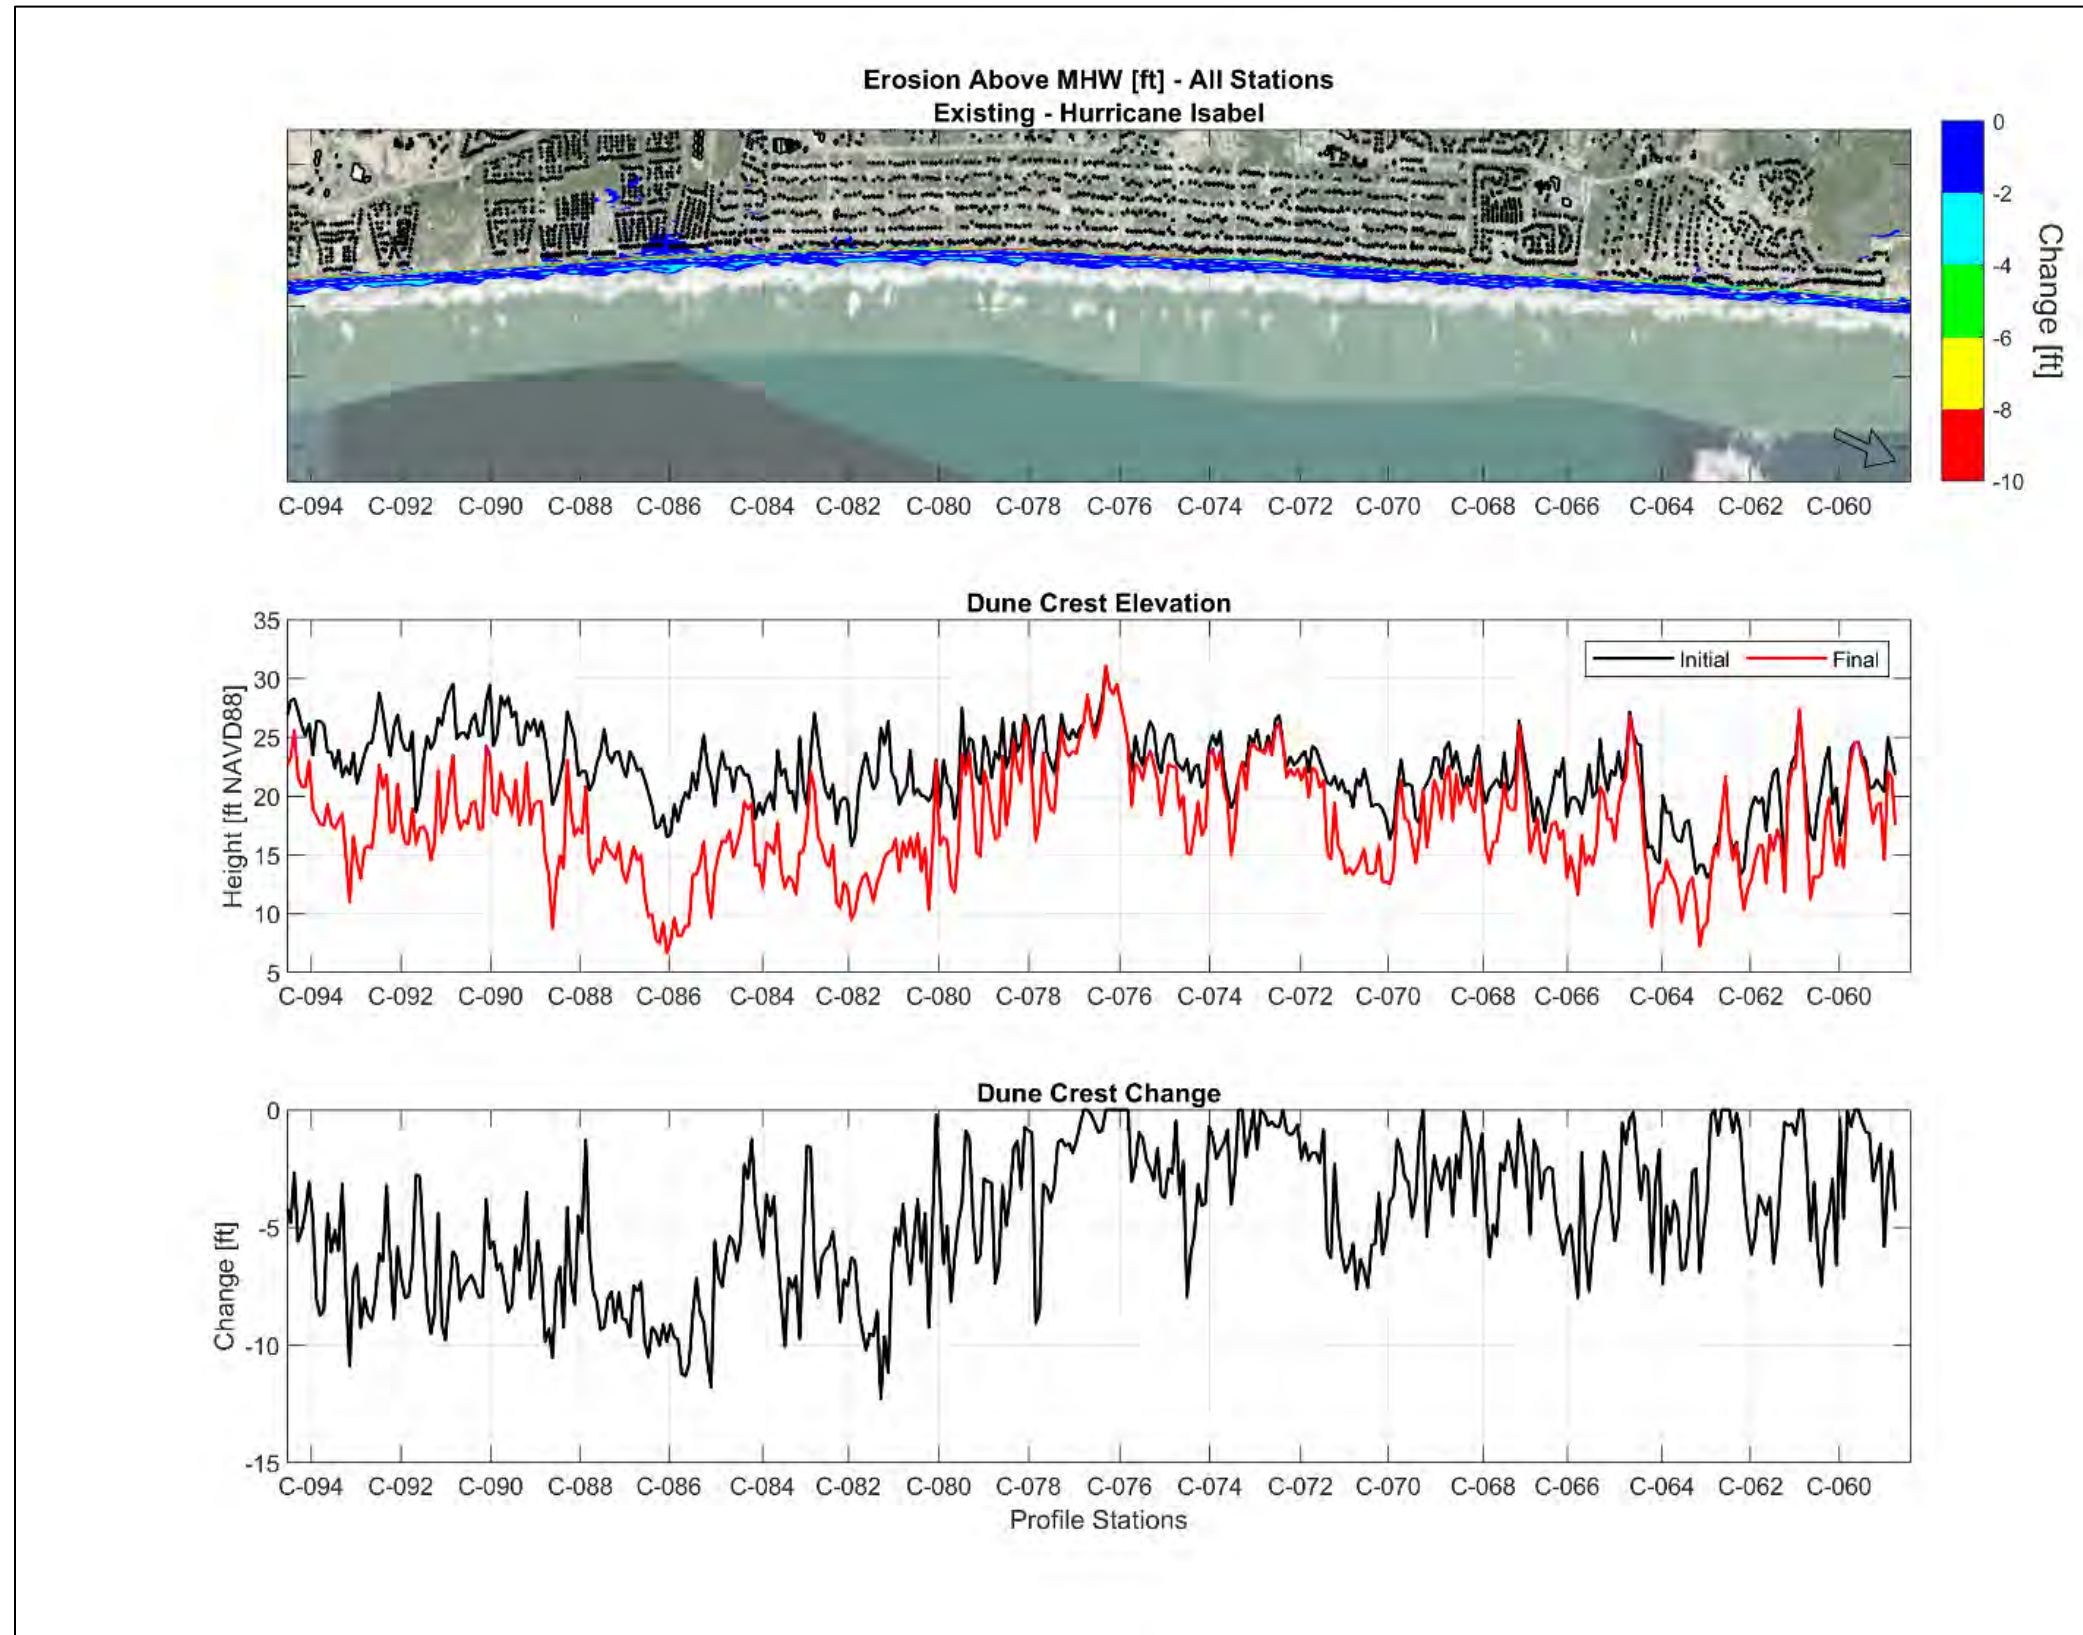 Erosion Above MHW [ft] - All Stations
Existing - Hurricane Isabel
0
-2
-4
-6
-8
-10
Change [ft]
C-094 C-092 C-090 C-088 C-086 C-084 C-082 C-080 C-078 C-076 C-074 C-072 C-070 C-068 C-066 C-064 C-062 C-060
Dune Crest Elevation
35
30
25
20
15
10
5
Height [ft NAVD88]
Initial Final
C-094 C-092 C-090 C-088 C-086 C-084 C-082 C-080 C-078 C-076 C-074 C-072 C-070 C-068 C-066 C-064 C-062 C-060
Dune Crest Change
0
-5
-10
-15
Change [ft]
C-094 C-092 C-090 C-088 C-086 C-084 C-082 C-080 C-078 C-076 C-074 C-072 C-070 C-068 C-066 C-064 C-062 C-060
Profile Stations